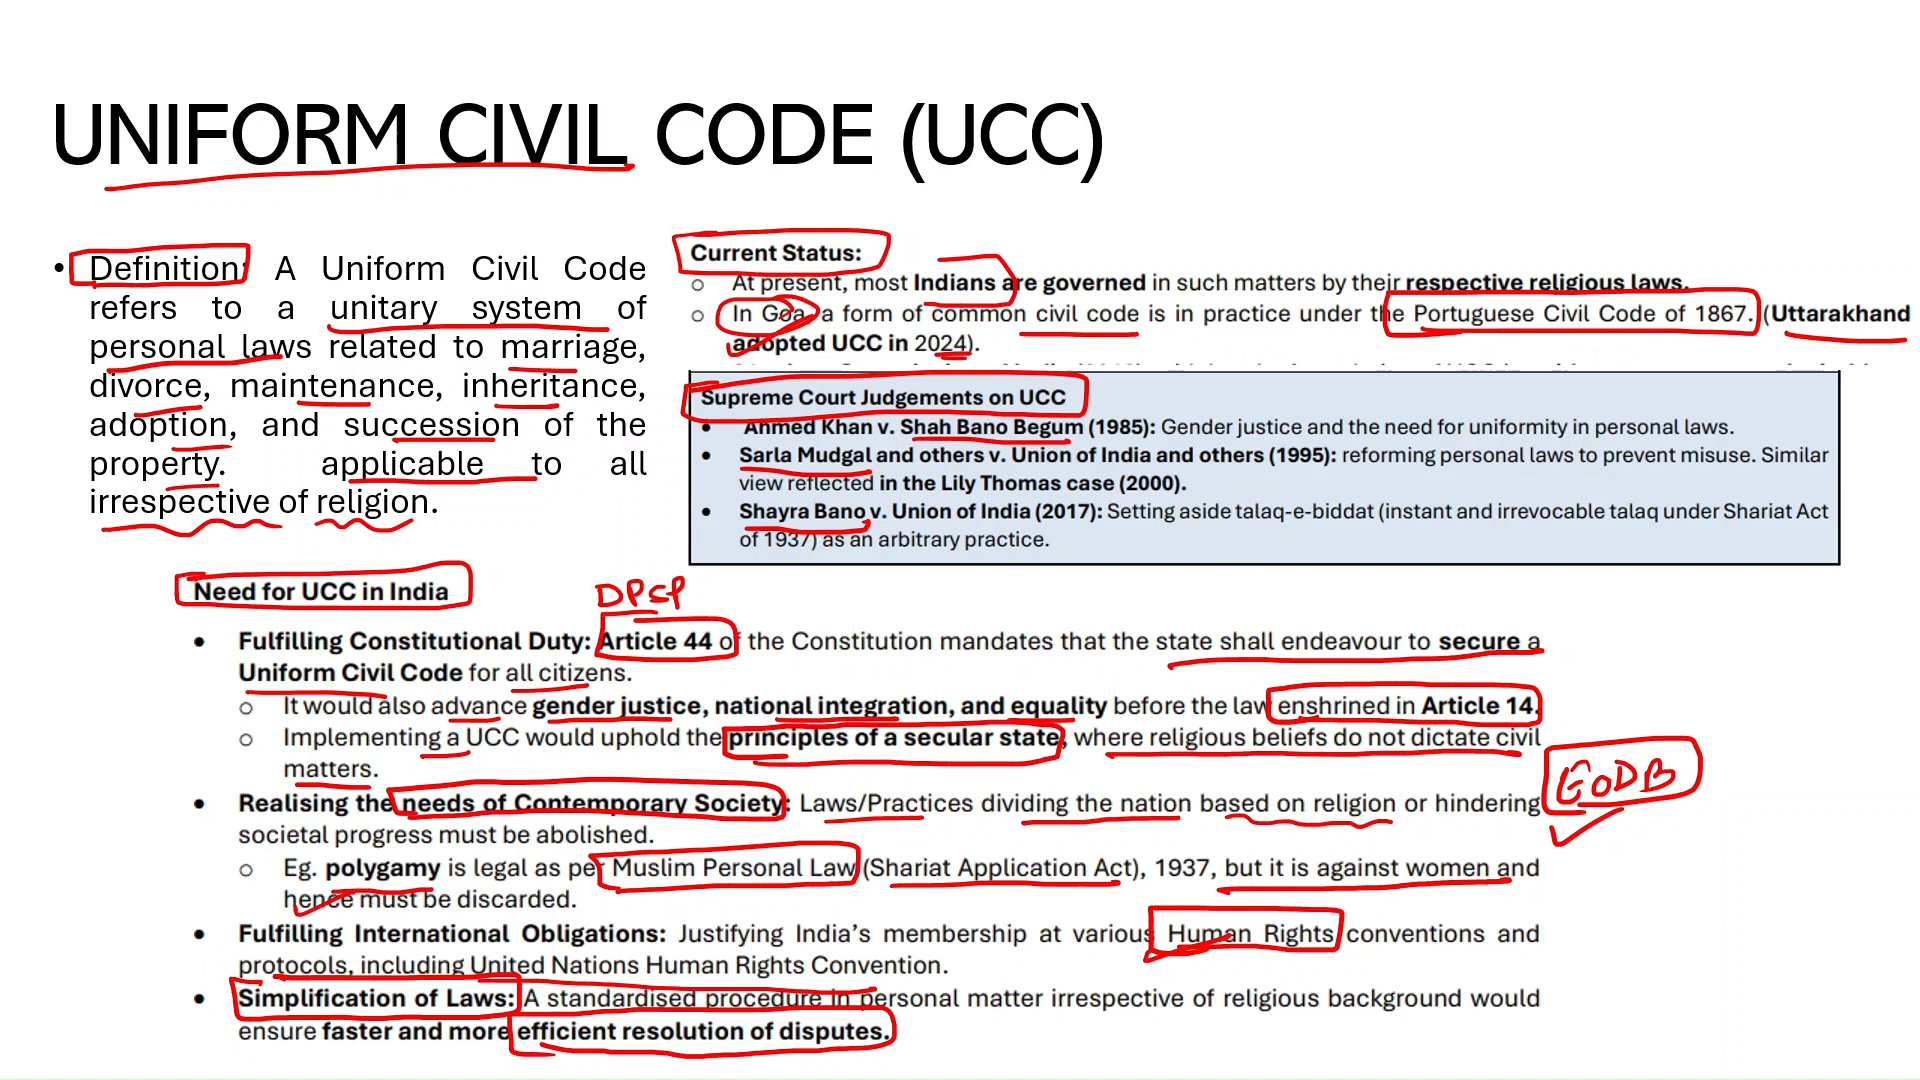 UNIFORM CIVIL CODE (UCC)
• Definition: A Uniform Civil Code
refers to a unitary system of
personal laws related to marriage,
divorce, maintenance, inheritance,
adoption, and succession of the
property. applicable to all
irrespective of religion.
Current Status:
o At present, most Indians are governed in such matters by their respective religious laws.
o In Goa, a form of common civil code is in practice under the Portuguese Civil Code of 1867. (Uttarakhand
adopted UCC in 2024).
Supreme Court Judgements on UCC
• Ahmed Khan v. Shah Bano Begum (1985): Gender justice and the need for uniformity in personal laws.
• Sarla Mudgal and others v. Union of India and others (1995): reforming personal laws to prevent misuse. Similar
view reflected in the Lily Thomas case (2000).
• Shayra Bano v. Union of India (2017): Setting aside talaq-e-biddat (instant and irrevocable talaq under Shariat Act
of 1937) as an arbitrary practice.
Need for UCC in India
DPSP
• Fulfilling Constitutional Duty: Article 44 of the Constitution mandates that the state shall endeavour to secure a
Uniform Civil Code for all citizens.
o It would also advance gender justice, national integration, and equality before the law enshrined in Article 14.
o Implementing a UCC would uphold the principles of a secular state, where religious beliefs do not dictate civil
matters.
EODB
• Realising the needs of Contemporary Society: Laws/Practices dividing the nation based on religion or hindering
societal progress must be abolished.
o Eg. polygamy is legal as per Muslim Personal Law (Shariat Application Act), 1937, but it is against women and
hence must be discarded.
• Fulfilling International Obligations: Justifying India’s membership at various Human Rights conventions and
protocols, including United Nations Human Rights Convention.
• Simplification of Laws: A standardised procedure in personal matter irrespective of religious background would
ensure faster and more efficient resolution of disputes.